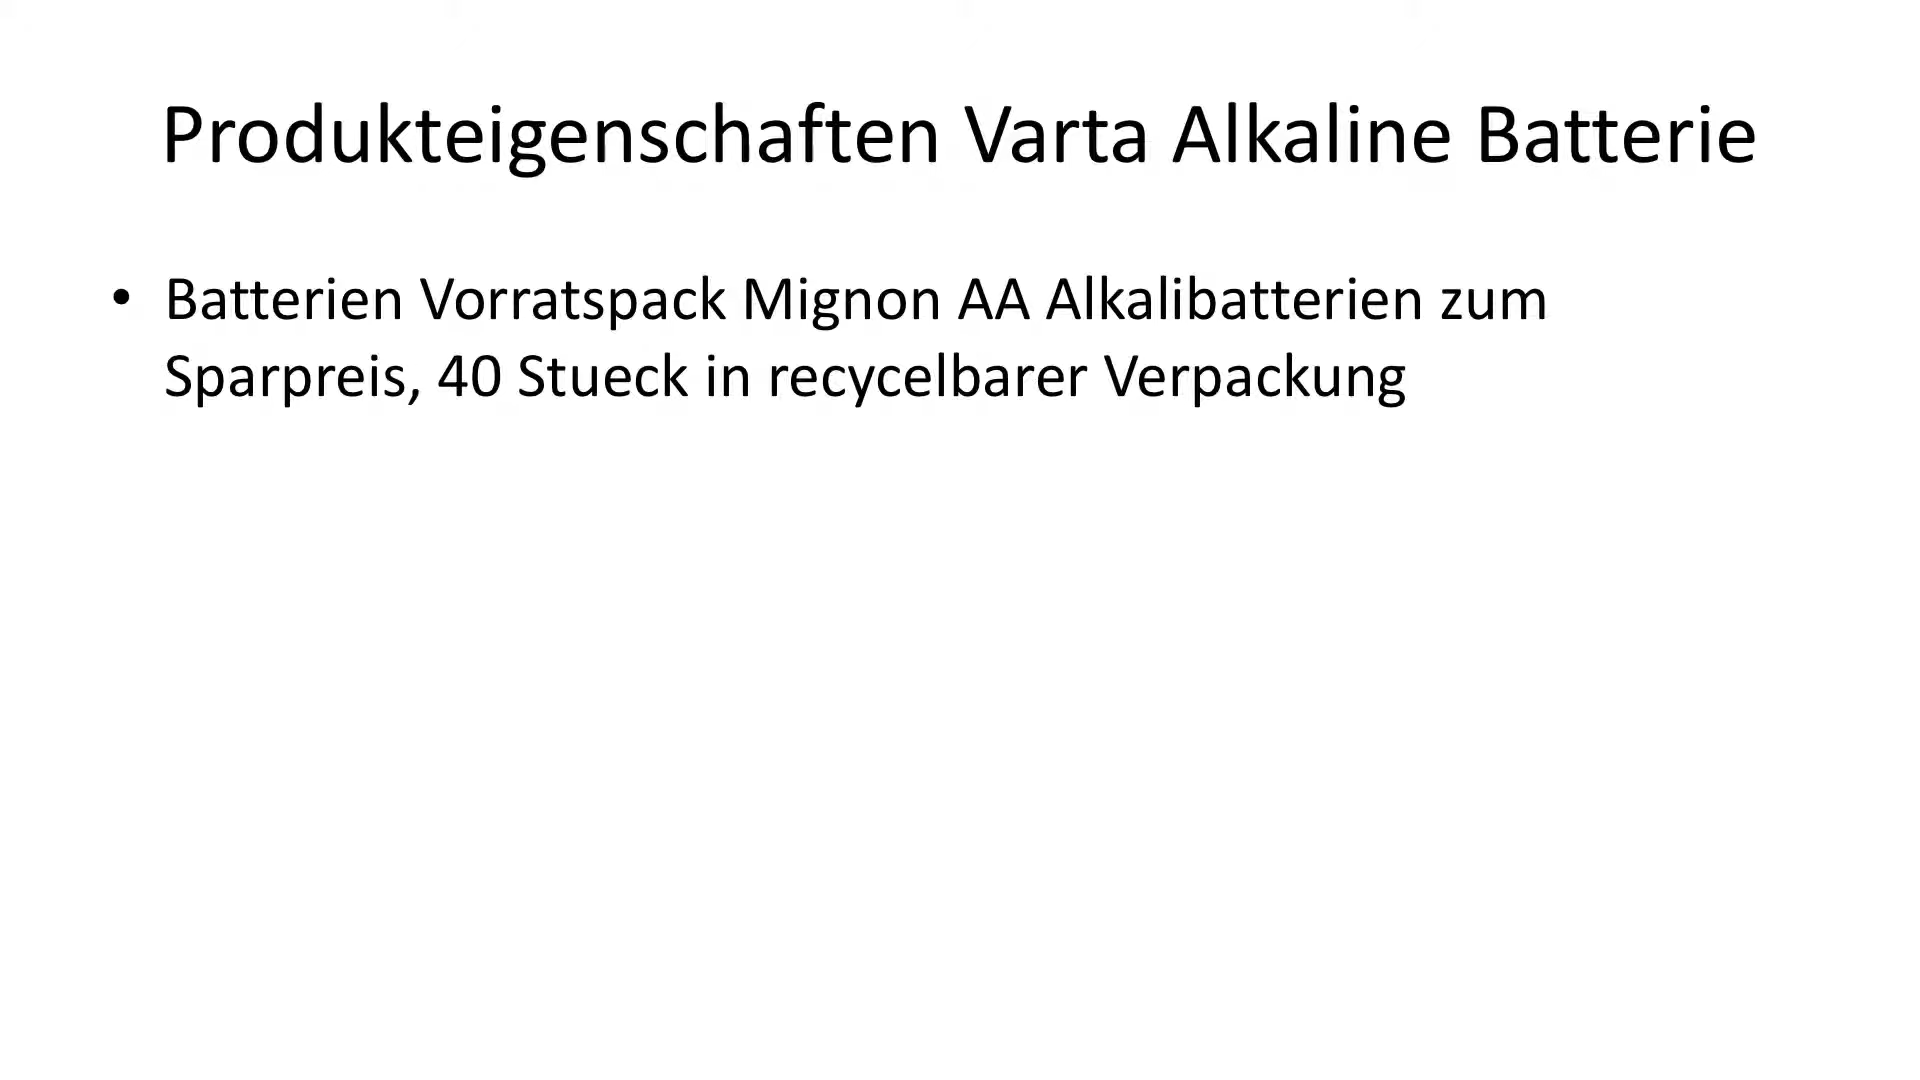 Produkteigenschaften Varta Alkaline Batterie
• Batterien Vorratspack Mignon AA Alkalibatterien zum
Sparpreis, 40 Stueck in recycelbarer Verpackung